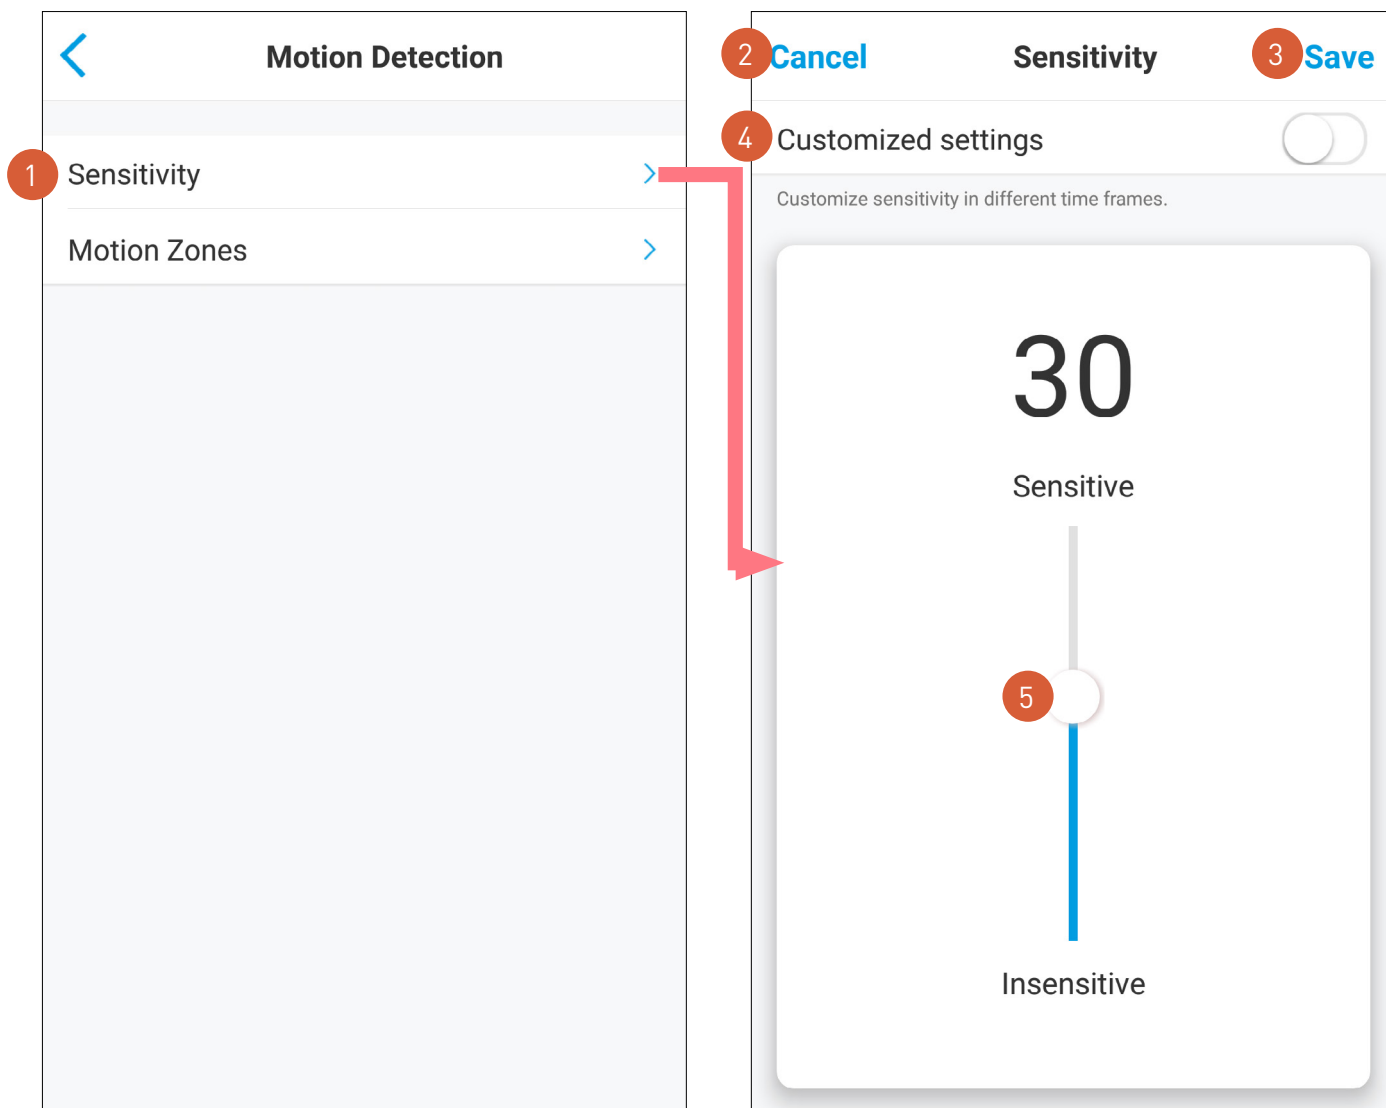 Motion Detection
1 Sensitivity
Motion Zones
2 Cancel Sensitivity 3 Save
4 Customized settings
Customize sensitivity in different time frames.
30
Sensitive
5
Insensitive